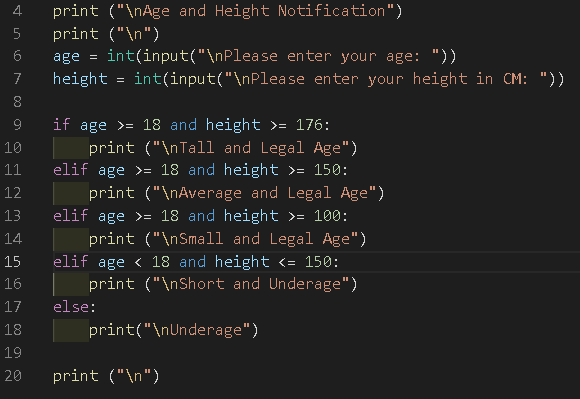 4 print ("\nAge and Height Notification")
5 print ("\n")
6 age = int(input("\nPlease enter your age: "))
7 height = int(input("\nPlease enter your height in CM: "))
8
9 if age >= 18 and height >= 176:
10     print ("\nTall and Legal Age")
11 elif age >= 18 and height >= 150:
12     print ("\nAverage and Legal Age")
13 elif age >= 18 and height >= 100:
14     print ("\nSmall and Legal Age")
15 elif age < 18 and height <= 150:
16     print ("\nShort and Underage")
17 else:
18     print("\nUnderage")
19
20 print ("\n")